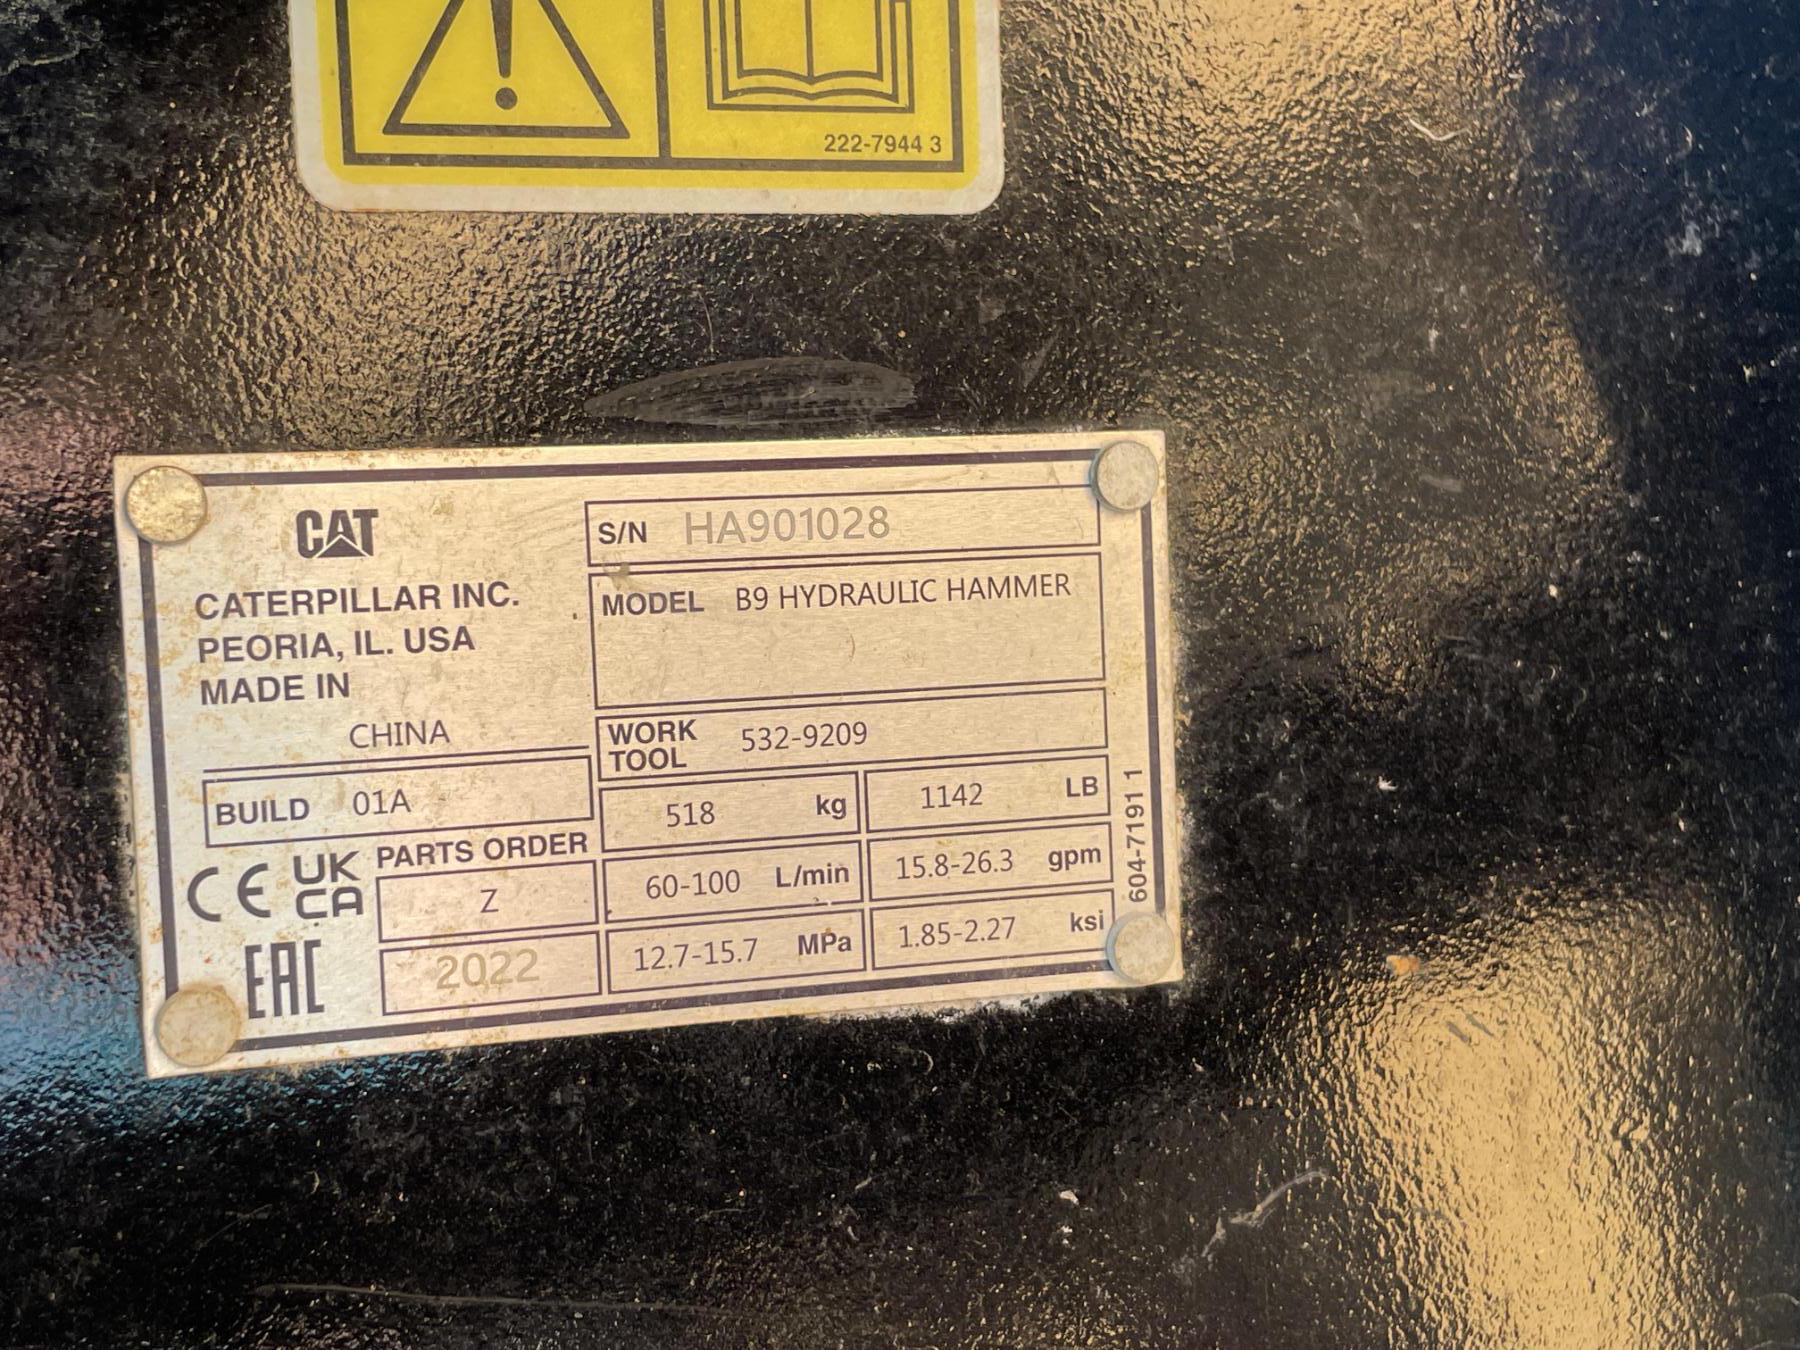 222-7944 3
CAT
CATERPILLAR INC.
PEORIA, IL. USA
MADE IN
CHINA
BUILD 01A
CE UK CA
EAC
PARTS ORDER
Z
2022
S/N HA901028
MODEL B9 HYDRAULIC HAMMER
WORK TOOL 532-9209
518 kg 1142 LB
60-100 L/min 15.8-26.3 gpm
12.7-15.7 MPa 1.85-2.27 ksi
604-7191 1